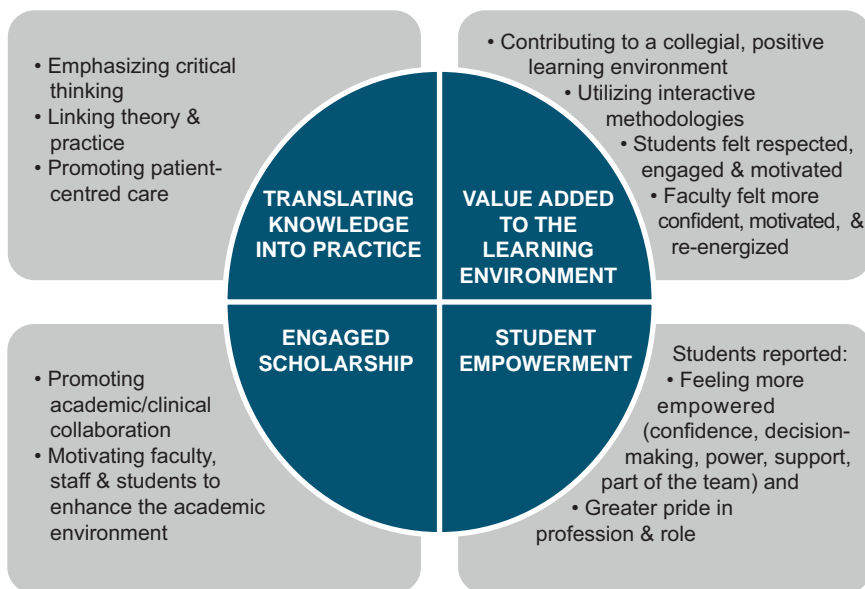 • Emphasizing critical
thinking
• Linking theory &
practice
• Promoting patient-
centred care
TRANSLATING
KNOWLEDGE
INTO PRACTICE
• Contributing to a collegial, positive
learning environment
• Utilizing interactive
methodologies
• Students felt respected,
engaged & motivated
• Faculty felt more
confident, motivated, &
re-energized
VALUE ADDED
TO THE
LEARNING
ENVIRONMENT
• Promoting
academic/clinical
collaboration
• Motivating faculty,
staff & students to
enhance the academic
environment
ENGAGED
SCHOLARSHIP
STUDENT
EMPOWERMENT
Students reported:
• Feeling more
empowered
(confidence, decision-
making, power, support,
part of the team) and
• Greater pride in
profession & role